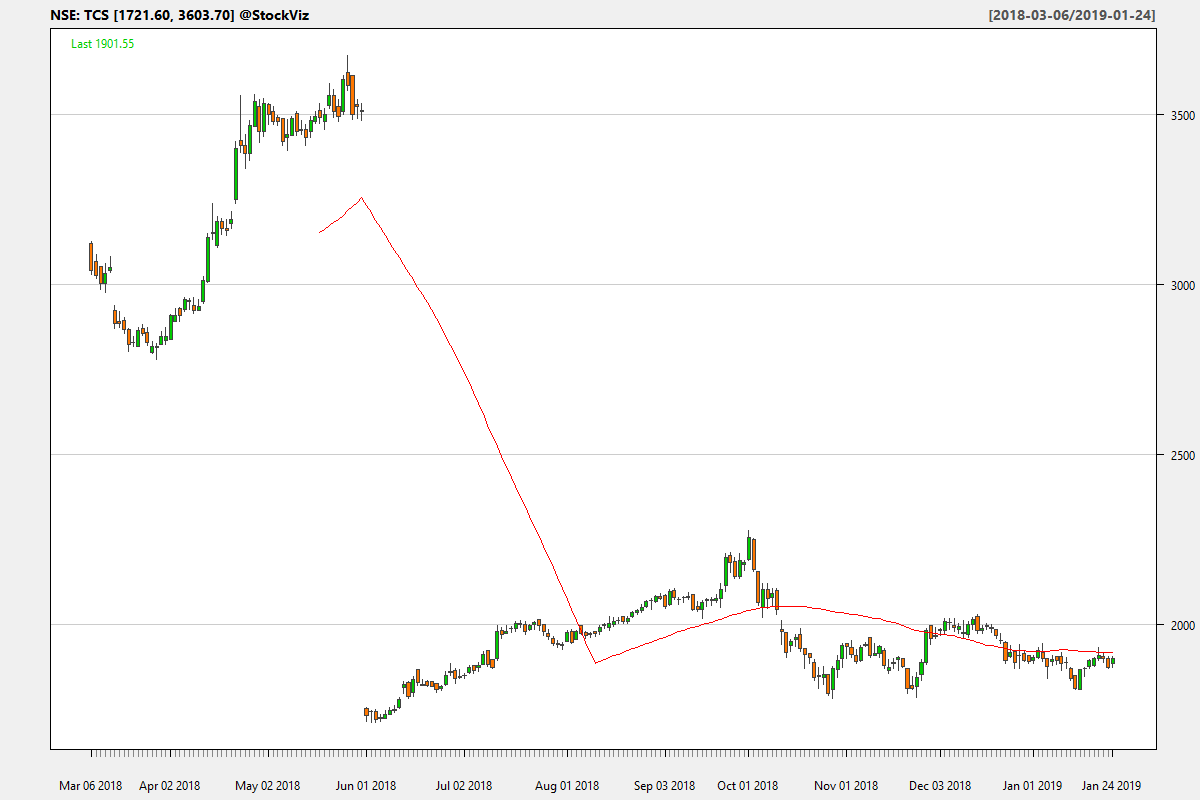 NSE: TCS [1721.60, 3603.70] @StockViz
[2018-03-06/2019-01-24]
Last 1901.55
3500
3000
2500
2000
Mar 06 2018 Apr 02 2018 May 02 2018 Jun 01 2018 Jul 02 2018 Aug 01 2018 Sep 03 2018 Oct 01 2018 Nov 01 2018 Dec 03 2018 Jan 01 2019 Jan 24 2019